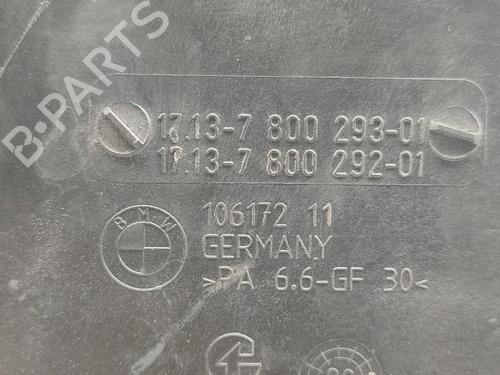 B-PARTS
17.13-7 800 293-01
17.13-7 800 292-01
BMW
106172 11
GERMANY
>PA 6.6-GF 30<